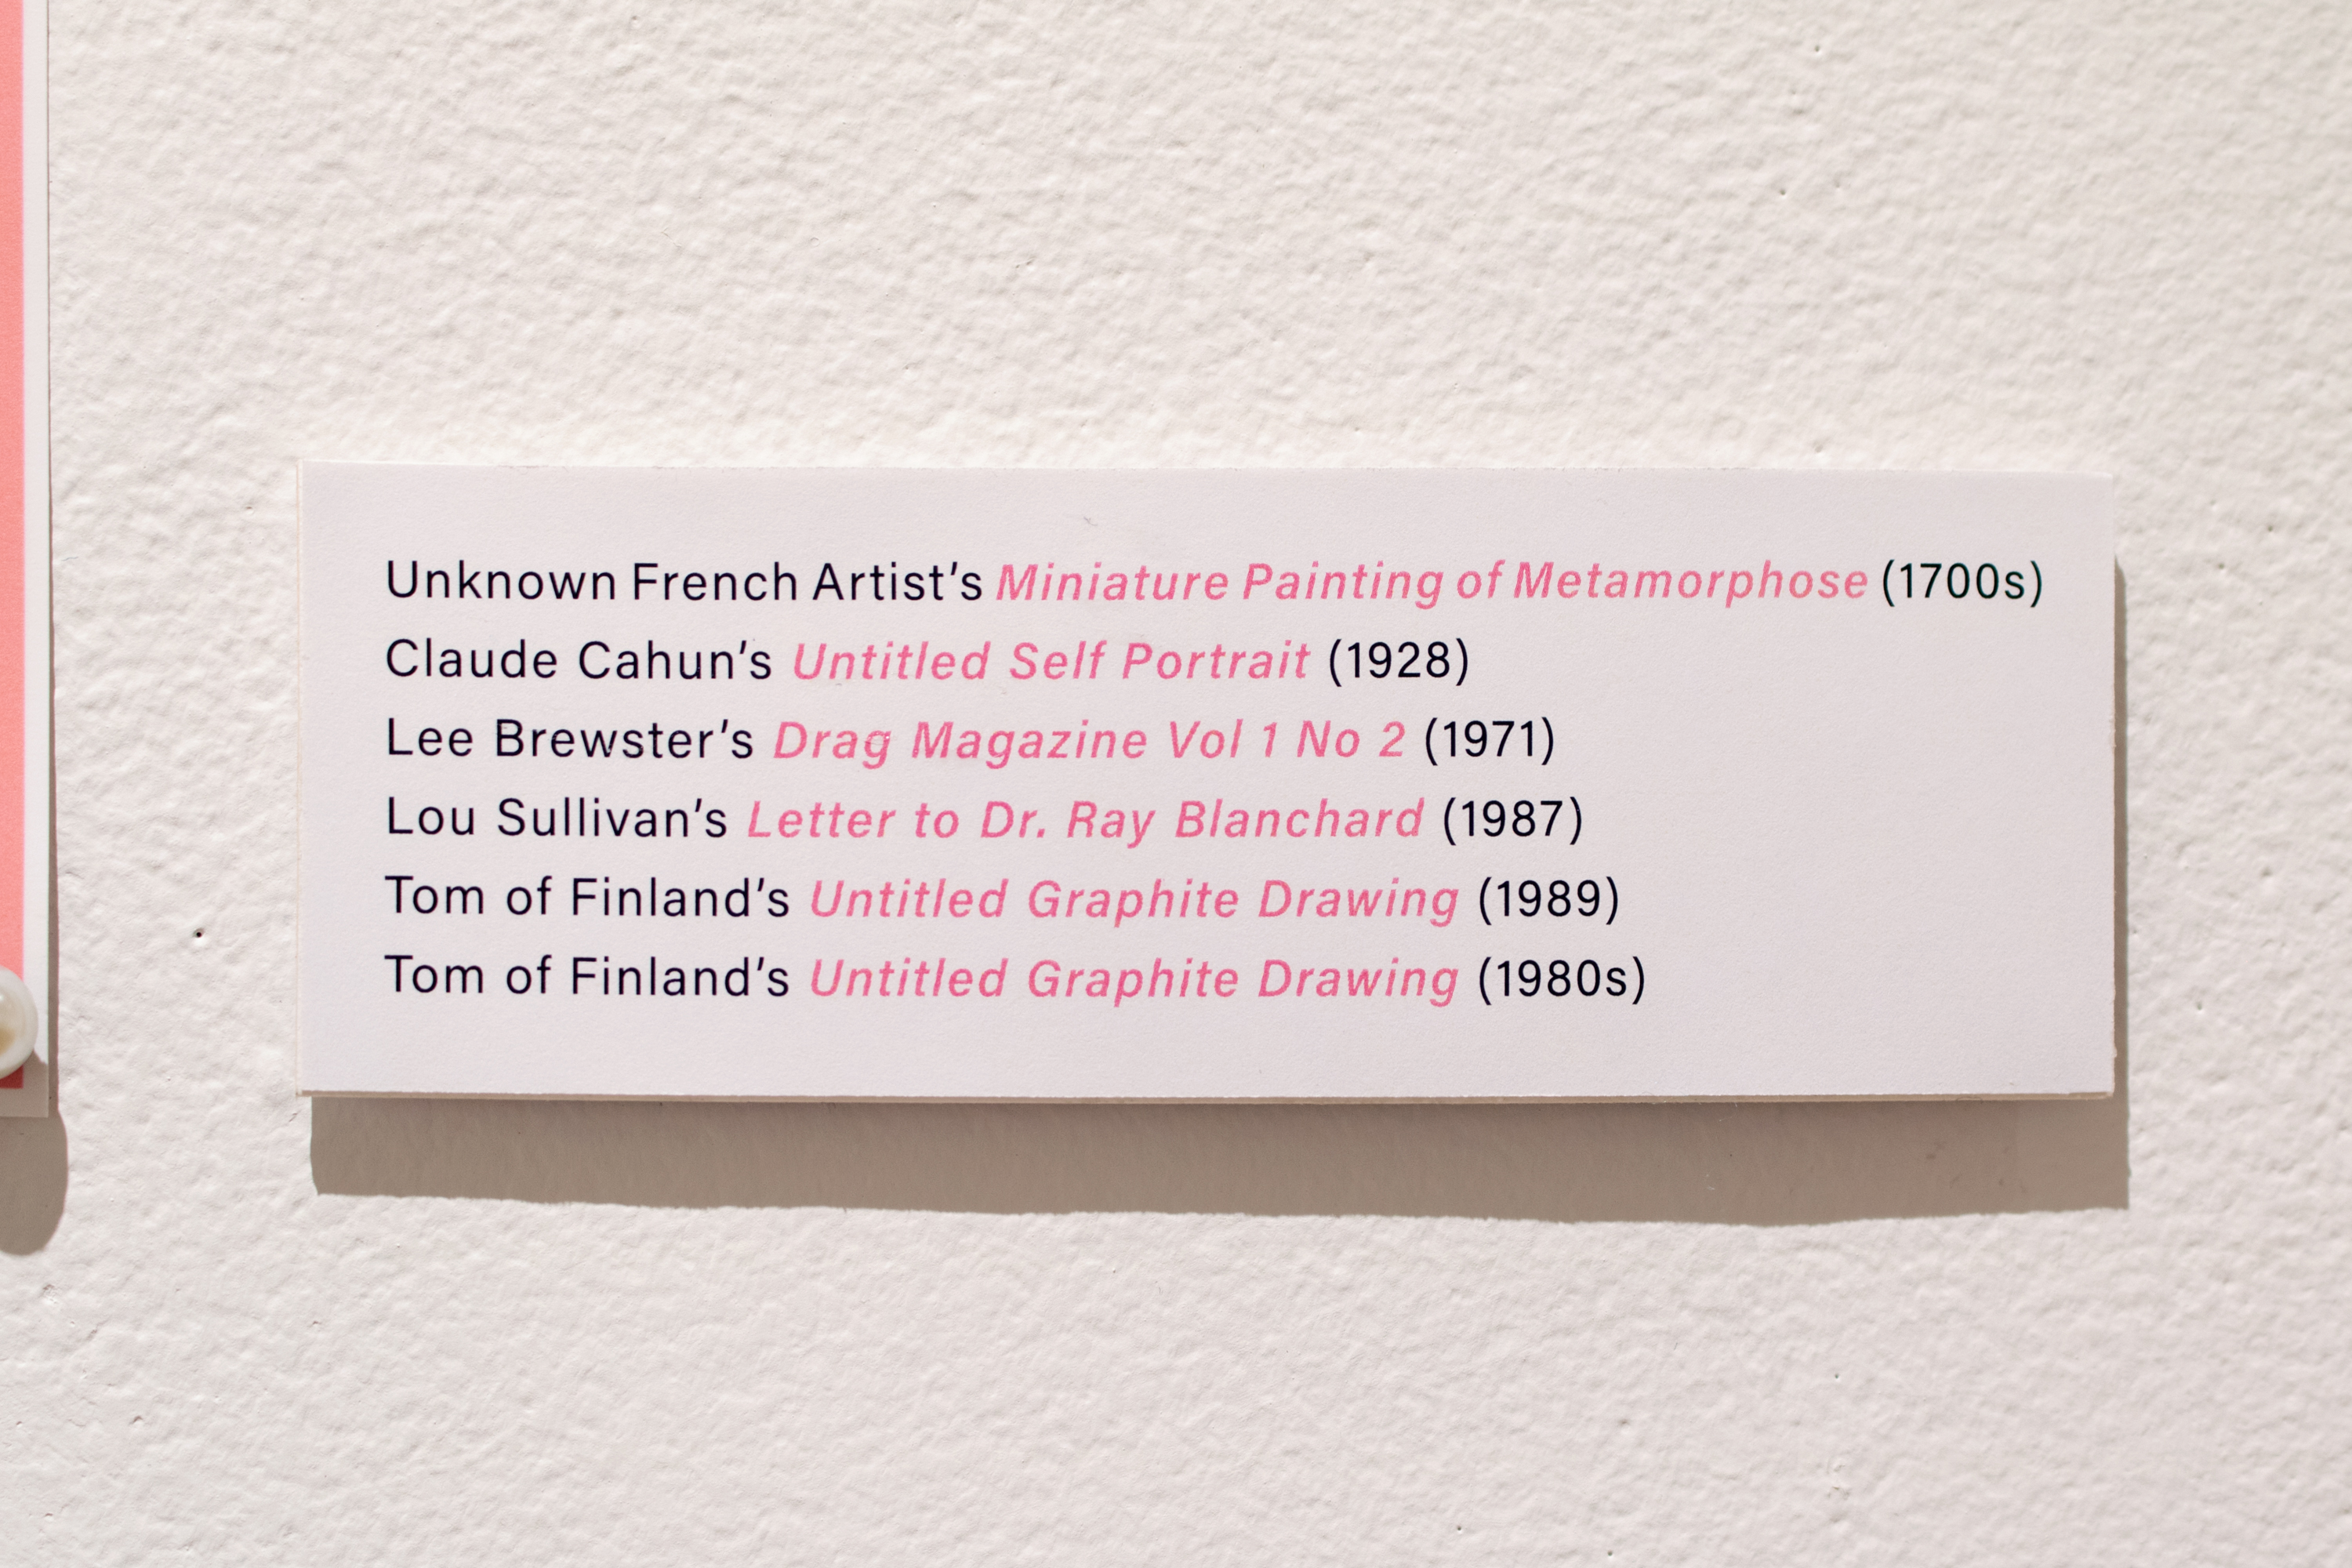 Unknown French Artist’s Miniature Painting of Metamorphose (1700s)
Claude Cahun’s Untitled Self Portrait (1928)
Lee Brewster’s Drag Magazine Vol 1 No 2 (1971)
Lou Sullivan’s Letter to Dr. Ray Blanchard (1987)
Tom of Finland’s Untitled Graphite Drawing (1989)
Tom of Finland’s Untitled Graphite Drawing (1980s)